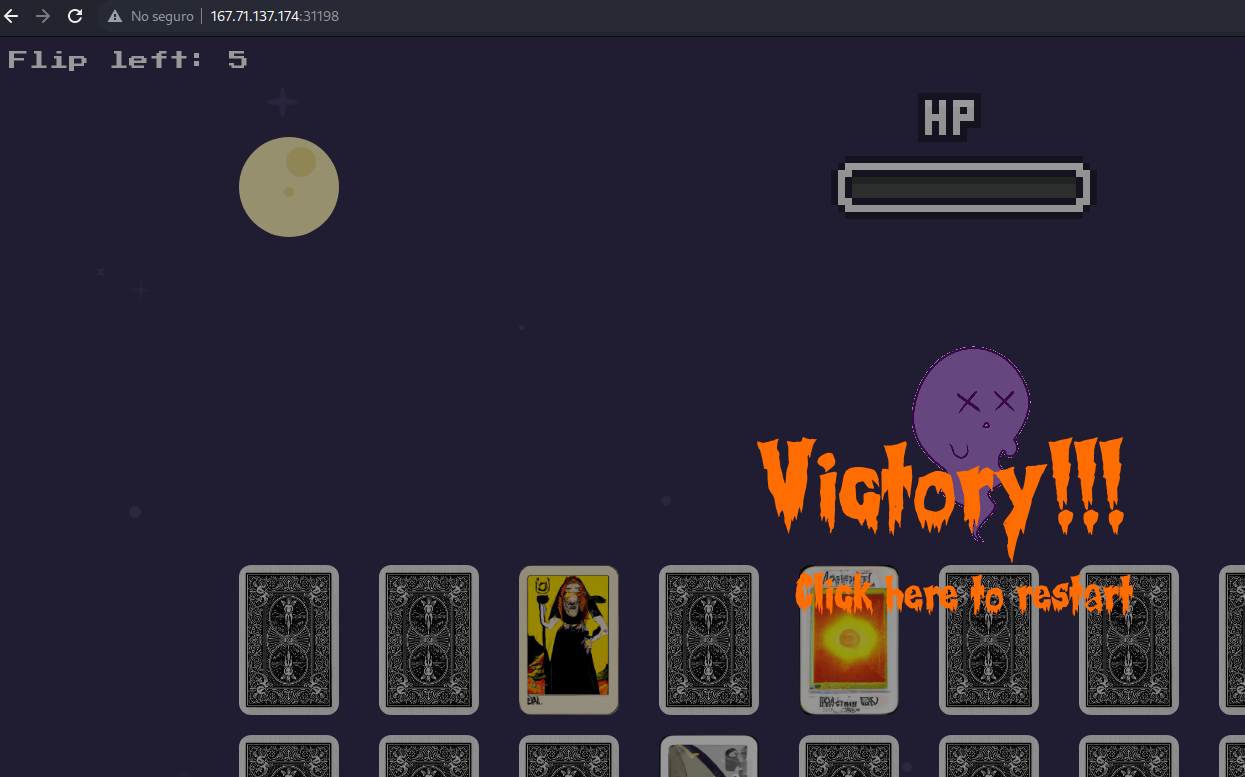 No seguro
167.71.137.174:31198
Flip left: 5
HP
Victory!!!
Click here to restart